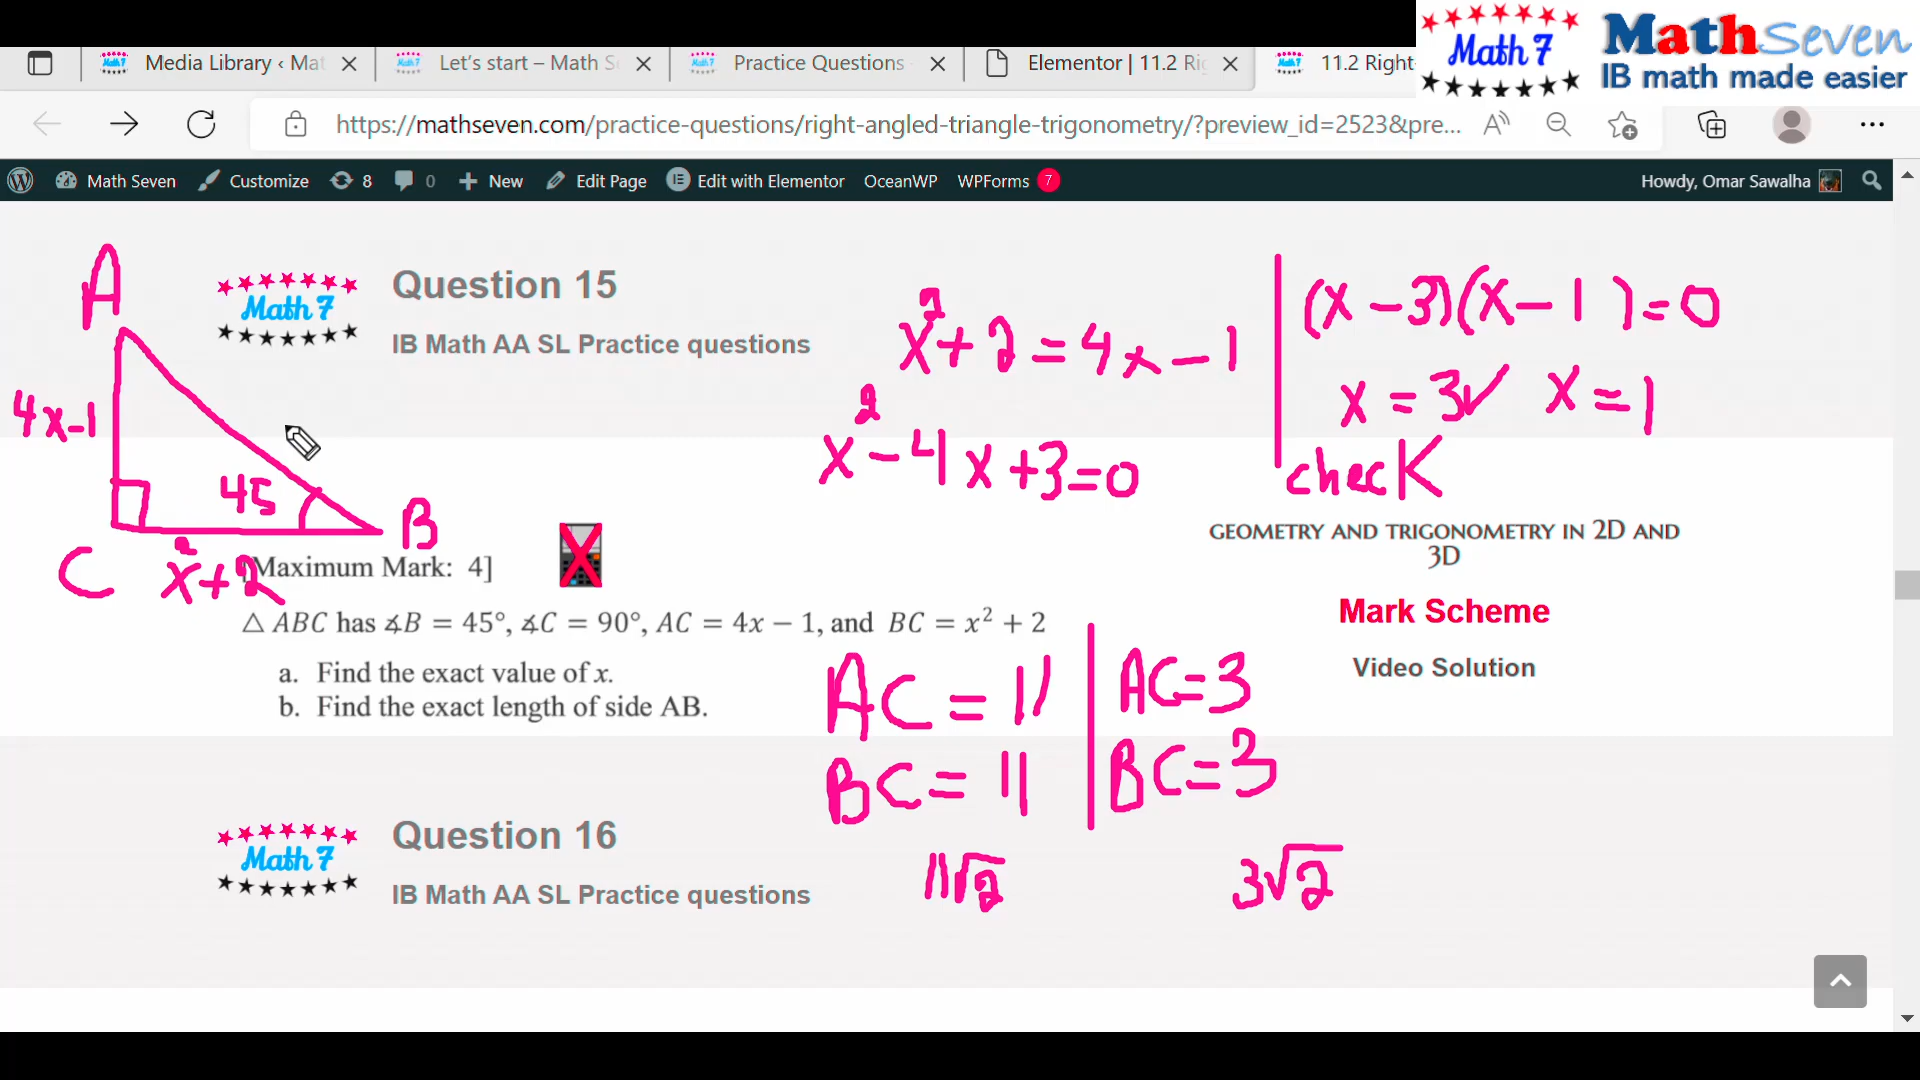 Math 7
MathSeven
IB math made easier
Media Library ‹ Mat
Let's start – Math S
Practice Questions
Elementor | 11.2 Ri
11.2 Right-
https://mathseven.com/practice-questions/right-angled-triangle-trigonometry/?preview_id=2523&pre...
Math Seven
Customize
8
0
New
Edit Page
Edit with Elementor
OceanWP
WPForms 7
Howdy, Omar Sawalha
A
4x-1
45
B
C
x²+2
Math 7
Question 15
IB Math AA SL Practice questions
x²+2=4x-1
x²-4x+3=0
(x-3)(x-1)=0
x=3✓ x=1
check
GEOMETRY AND TRIGONOMETRY IN 2D AND
3D
Mark Scheme
Video Solution
[Maximum Mark: 4]
△ ABC has ∡B = 45°, ∡C = 90°, AC = 4x − 1, and BC = x² + 2
a. Find the exact value of x.
b. Find the exact length of side AB.
AC = 11
BC = 11
11√2
AC=3
BC=3
3√2
Math 7
Question 16
IB Math AA SL Practice questions